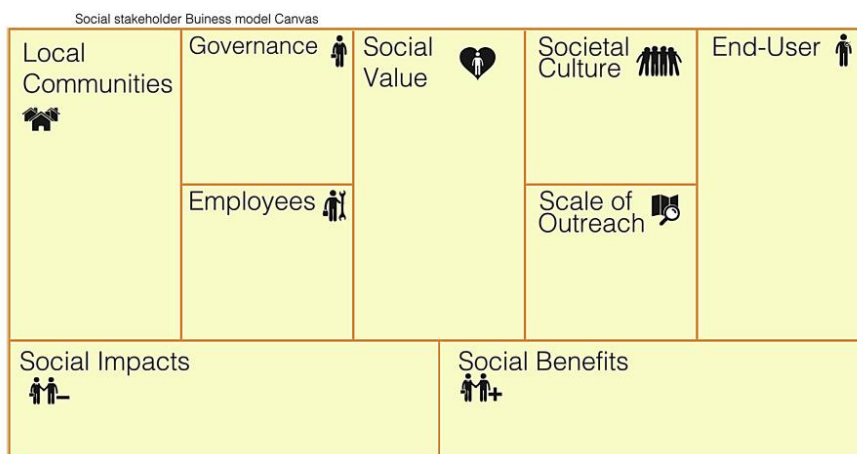 Social stakeholder Buiness model Canvas
Local
Communities
Governance
Employees
Social
Value
Societal
Culture
Scale of
Outreach
End-User
Social Impacts
Social Benefits